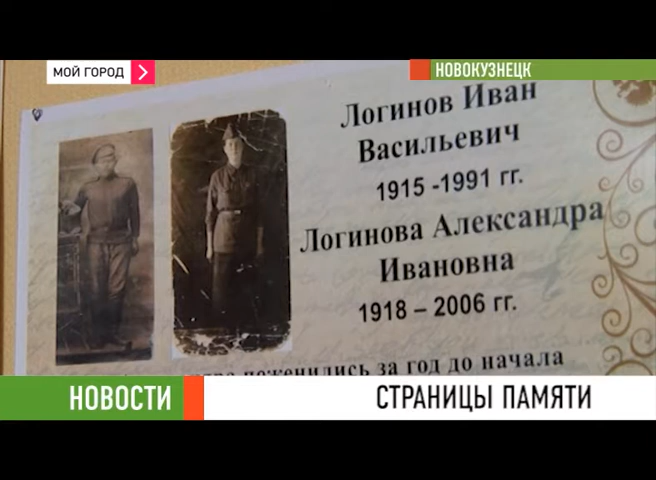 МОЙ ГОРОД
НОВОКУЗНЕЦК
Логинов Иван
Васильевич
1915 -1991 гг.
Логинова Александра
Ивановна
1918 – 2006 гг.
поженились за год до начала
НОВОСТИ
СТРАНИЦЫ ПАМЯТИ